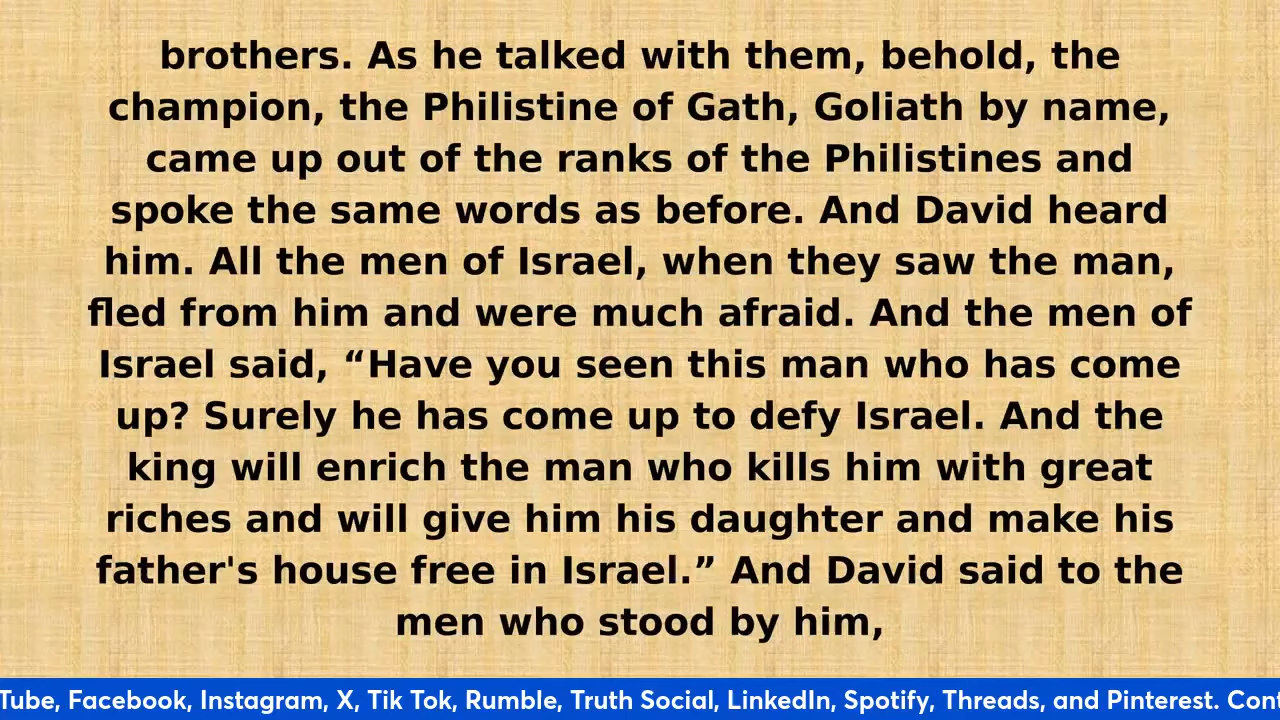 brothers. As he talked with them, behold, the
champion, the Philistine of Gath, Goliath by name,
came up out of the ranks of the Philistines and
spoke the same words as before. And David heard
him. All the men of Israel, when they saw the man,
fled from him and were much afraid. And the men of
Israel said, “Have you seen this man who has come
up? Surely he has come up to defy Israel. And the
king will enrich the man who kills him with great
riches and will give him his daughter and make his
father's house free in Israel.” And David said to the
men who stood by him,
Tube, Facebook, Instagram, X, Tik Tok, Rumble, Truth Social, LinkedIn, Spotify, Threads, and Pinterest. Con